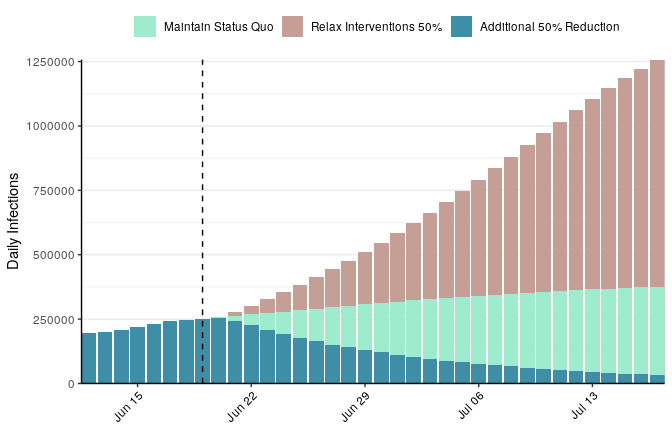 Maintain Status Quo Relax Interventions 50% Additional 50% Reduction
1250000
1000000
750000
500000
250000
0
Daily Infections
Jun 15 Jun 22 Jun 29 Jul 06 Jul 13